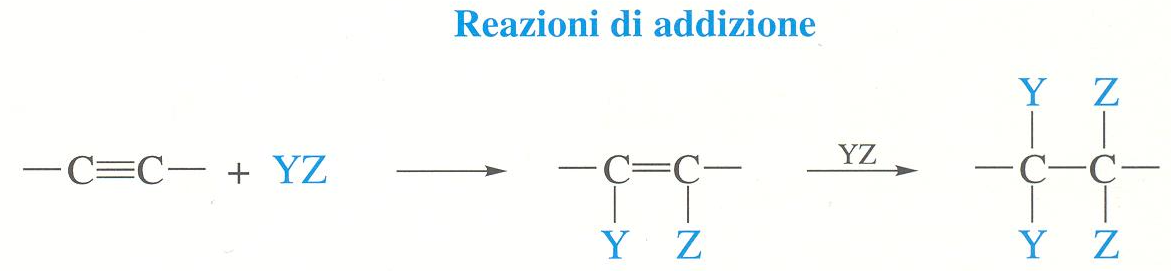 Reazioni di addizione
Y Z
—C≡C— + YZ —C=C— YZ —C—C—
Y Z Y Z